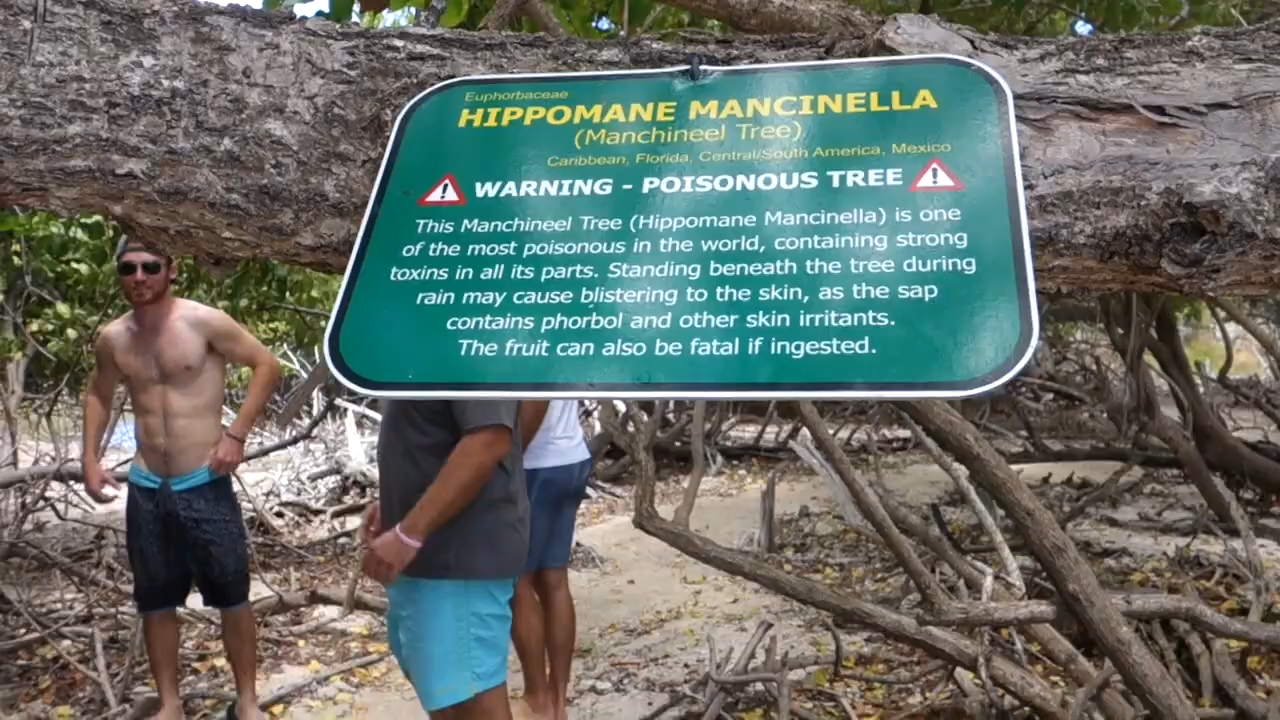 Euphorbaceae
HIPPOMANE MANCINELLA
(Manchineel Tree)
Caribbean, Florida, Central/South America, Mexico
WARNING - POISONOUS TREE
This Manchineel Tree (Hippomane Mancinella) is one
of the most poisonous in the world, containing strong
toxins in all its parts. Standing beneath the tree during
rain may cause blistering to the skin, as the sap
contains phorbol and other skin irritants.
The fruit can also be fatal if ingested.